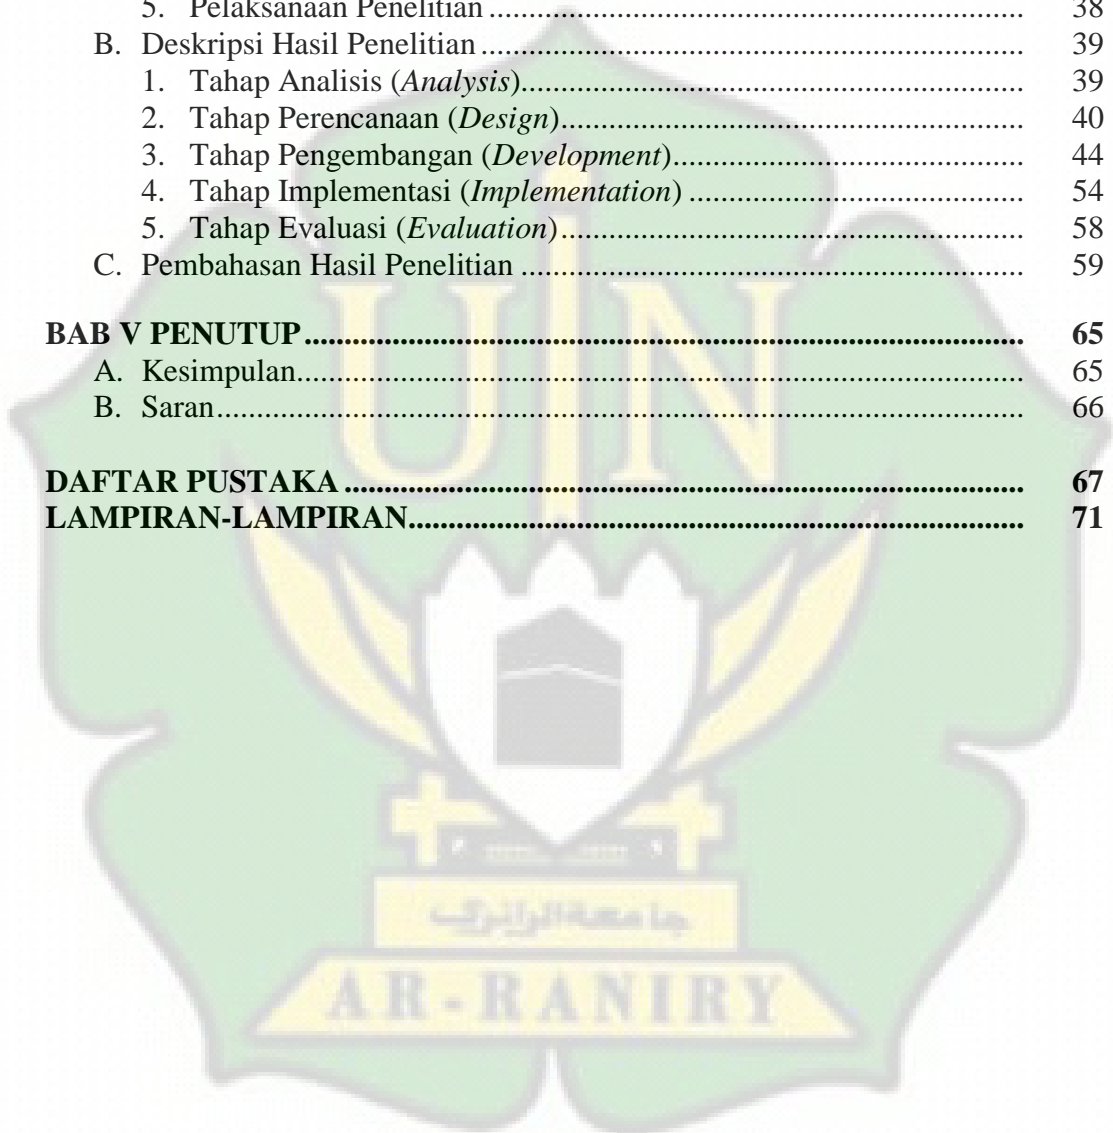 5. Pelaksanaan Penelitian ........................................................................ 38
B. Deskripsi Hasil Penelitian ........................................................................ 39
1. Tahap Analisis (Analysis)........................................................................ 39
2. Tahap Perencanaan (Design)........................................................................ 40
3. Tahap Pengembangan (Development)........................................................................ 44
4. Tahap Implementasi (Implementation) ........................................................................ 54
5. Tahap Evaluasi (Evaluation)........................................................................ 58
C. Pembahasan Hasil Penelitian ........................................................................ 59
BAB V PENUTUP........................................................................ 65
A. Kesimpulan........................................................................ 65
B. Saran........................................................................ 66
DAFTAR PUSTAKA ........................................................................ 67
LAMPIRAN-LAMPIRAN........................................................................ 71
UIN
جامعة الرانري
AR-RANIRY